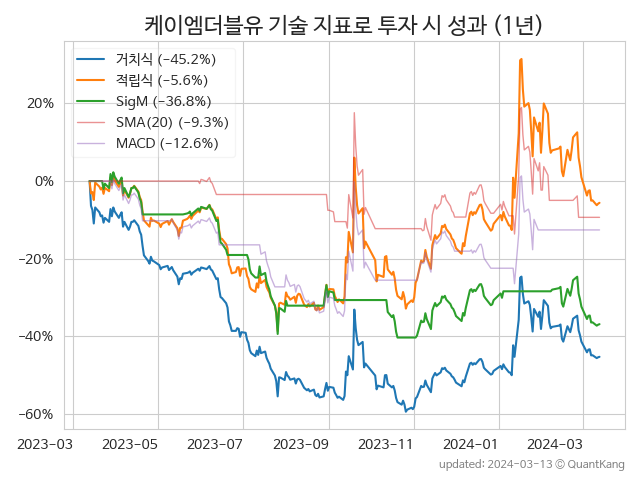 케이엠더블유 기술 지표로 투자 시 성과 (1년)
거치식 (−45.2%)
적립식 (−5.6%)
SigM (−36.8%)
SMA(20) (−9.3%)
MACD (−12.6%)
20%
0%
−20%
−40%
−60%
2023−03 2023−05 2023−07 2023−09 2023−11 2024−01 2024−03
updated: 2024−03−13 ⓒ QuantKang